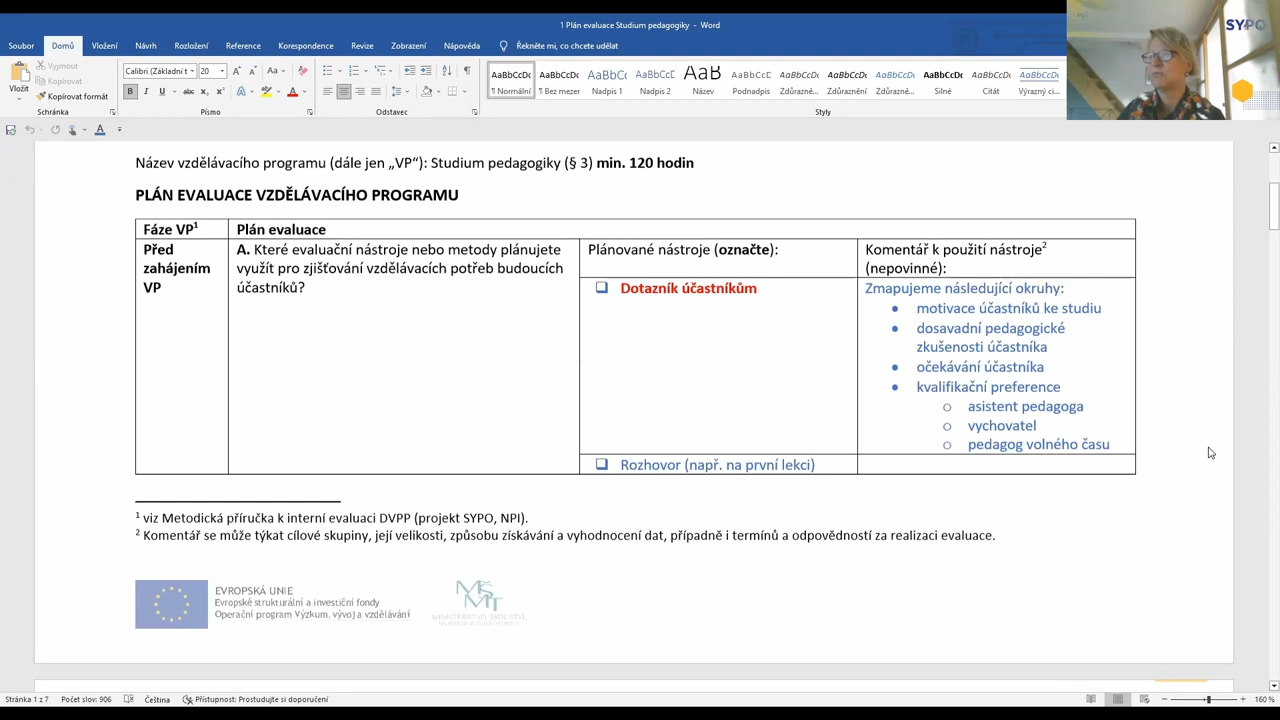 1 Plán evaluace Studium pedagogiky - Word
SYPO
Soubor Domů Vložení Návrh Rozložení Reference Korespondence Revize Zobrazení Nápověda Řekněte mi, co chcete udělat
Vložit
Vyjmout
Kopírovat
Kopírovat formát
Calibri (Základní t 20
AaBbCcDc AaBbCcDc AaBbCcDc AaBbCcD AaB AaBbCcD AaBbCcDc AaBbCcDc AaBbCcDc AaBbCcDc AaBbCcDc AaBbCcDc
¶ Normální ¶ Bez mezer Nadpis 1 Nadpis 2 Název Podnadpis Zdůrazně... Zdůraznění Zdůrazně... Silné Citát Výrazný ci...
Schránka Písmo Odstavec Styly
Název vzdělávacího programu (dále jen „VP“): Studium pedagogiky (§ 3) min. 120 hodin
PLÁN EVALUACE VZDĚLÁVACÍHO PROGRAMU
Fáze VP1 Plán evaluace
Před zahájením VP
A. Které evaluační nástroje nebo metody plánujete
využít pro zjišťování vzdělávacích potřeb budoucích
účastníků?
Plánované nástroje (označte):
Komentář k použití nástroje2
(nepovinné):
Dotazník účastníkům
Zmapujeme následující okruhy:
• motivace účastníků ke studiu
• dosavadní pedagogické
zkušenosti účastníka
• očekávání účastníka
• kvalifikační preference
o asistent pedagoga
o vychovatel
o pedagog volného času
Rozhovor (např. na první lekci)
1 viz Metodická příručka k interní evaluaci DVPP (projekt SYPO, NPI).
2 Komentář se může týkat cílové skupiny, její velikosti, způsobu získávání a vyhodnocení dat, případně i termínů a odpovědností za realizaci evaluace.
EVROPSKÁ UNIE
Evropské strukturální a investiční fondy
Operační program Výzkum, vývoj a vzdělávání
MŠMT
MINISTERSTVO ŠKOLSTVÍ,
Stránka 1 z 7 Počet slov: 906 Čeština Přístupnost: Prostudujte si doporučení 160 %